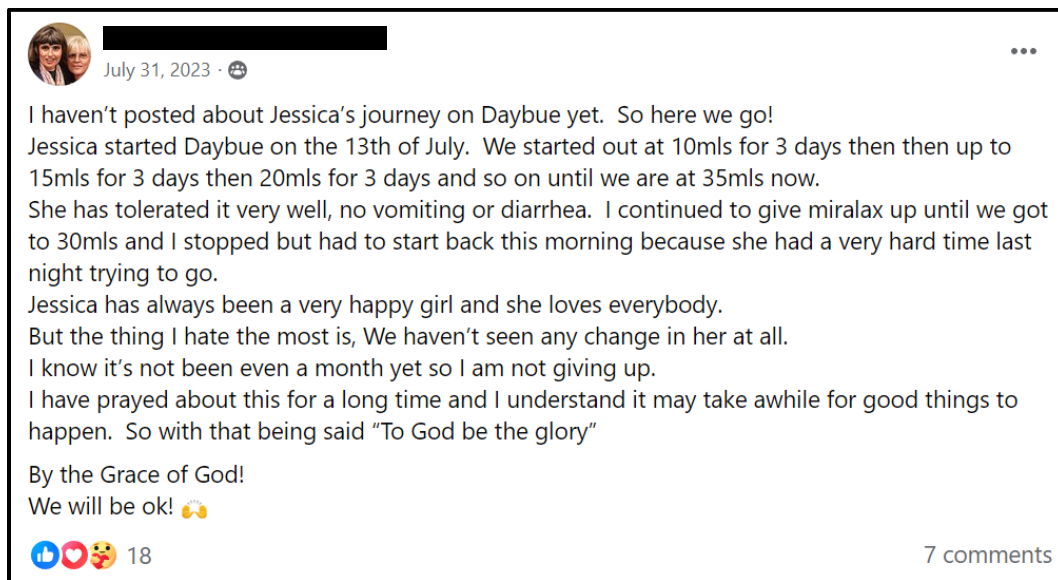 July 31, 2023 ·
I haven’t posted about Jessica’s journey on Daybue yet.  So here we go!
Jessica started Daybue on the 13th of July.  We started out at 10mls for 3 days then then up to
15mls for 3 days then 20mls for 3 days and so on until we are at 35mls now.
She has tolerated it very well, no vomiting or diarrhea.  I continued to give miralax up until we got
to 30mls and I stopped but had to start back this morning because she had a very hard time last
night trying to go.
Jessica has always been a very happy girl and she loves everybody.
But the thing I hate the most is, We haven’t seen any change in her at all.
I know it’s not been even a month yet so I am not giving up.
I have prayed about this for a long time and I understand it may take awhile for good things to
happen.  So with that being said “To God be the glory”
By the Grace of God!
We will be ok! 🙌
18
7 comments